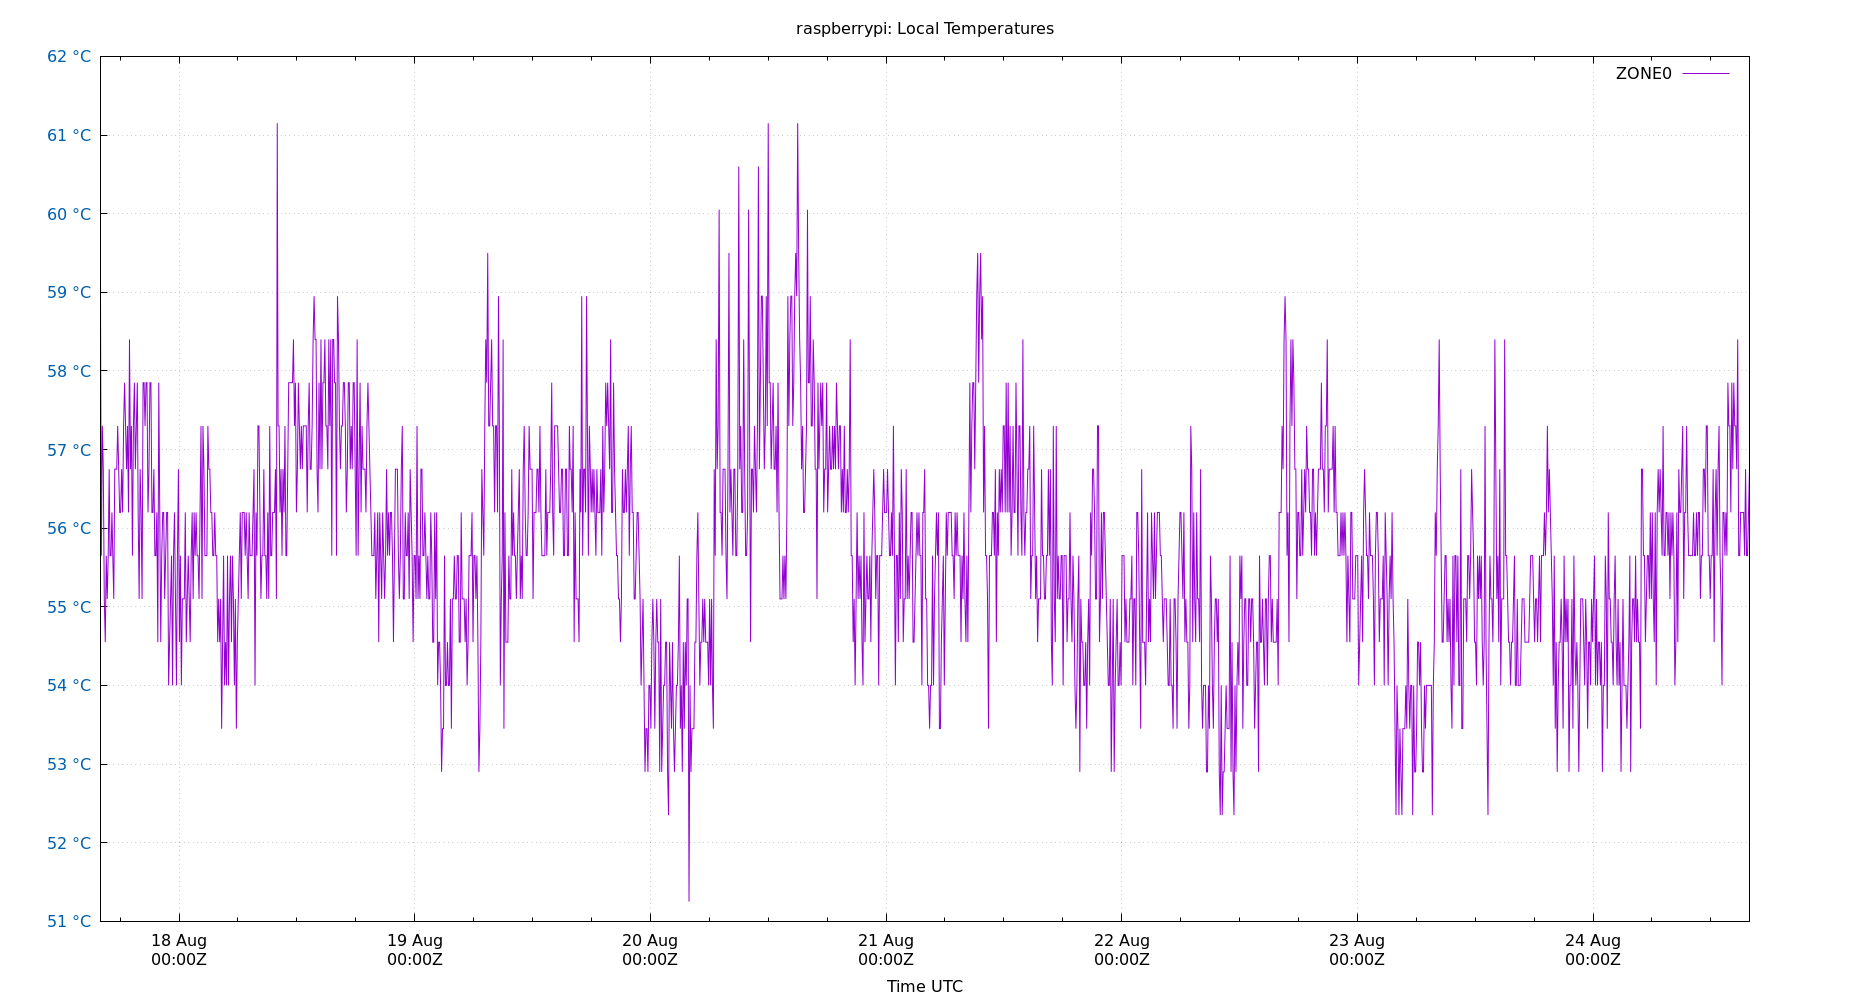 raspberrypi: Local Temperatures
62 °C
ZONE0
61 °C
60 °C
59 °C
58 °C
57 °C
56 °C
55 °C
54 °C
53 °C
52 °C
51 °C
18 Aug 19 Aug 20 Aug 21 Aug 22 Aug 23 Aug 24 Aug
00:00Z 00:00Z 00:00Z 00:00Z 00:00Z 00:00Z 00:00Z
Time UTC